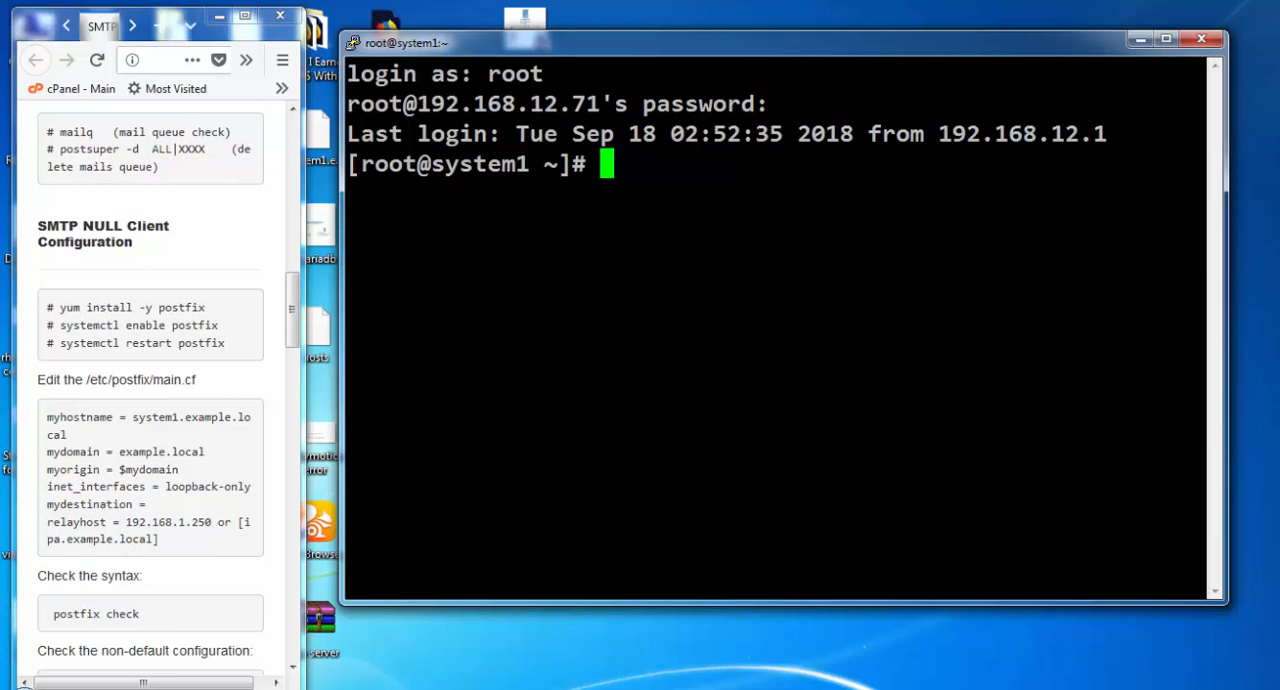 SMTP
cPanel - Main
Most Visited
# mailq   (mail queue check)
# postsuper -d  ALL|XXXX    (de
lete mails queue)
SMTP NULL Client
Configuration
# yum install -y postfix
# systemctl enable postfix
# systemctl restart postfix
Edit the /etc/postfix/main.cf
myhostname = system1.example.lo
cal
mydomain = example.local
myorigin = $mydomain
inet_interfaces = loopback-only
mydestination =
relayhost = 192.168.1.250 or [i
pa.example.local]
Check the syntax:
postfix check
Check the non-default configuration:
I Earn
root@system1:~
login as: root
root@192.168.12.71's password:
Last login: Tue Sep 18 02:52:35 2018 from 192.168.12.1
[root@system1 ~]#
error
server